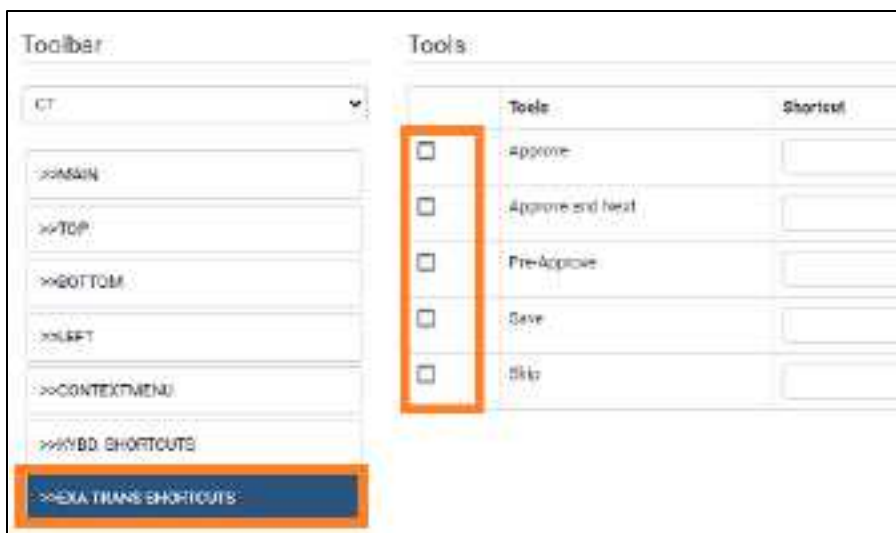 Toolbar
Tools
CT
Tools Shortcut
Approve
>>MAIN
Approve and Next
>>TOP
Pre-Approve
>>BOTTOM
Save
>>LEFT
Skip
>>CONTEXTMENU
>>KYBD. SHORTCUTS
>>EXA TRANS SHORTCUTS